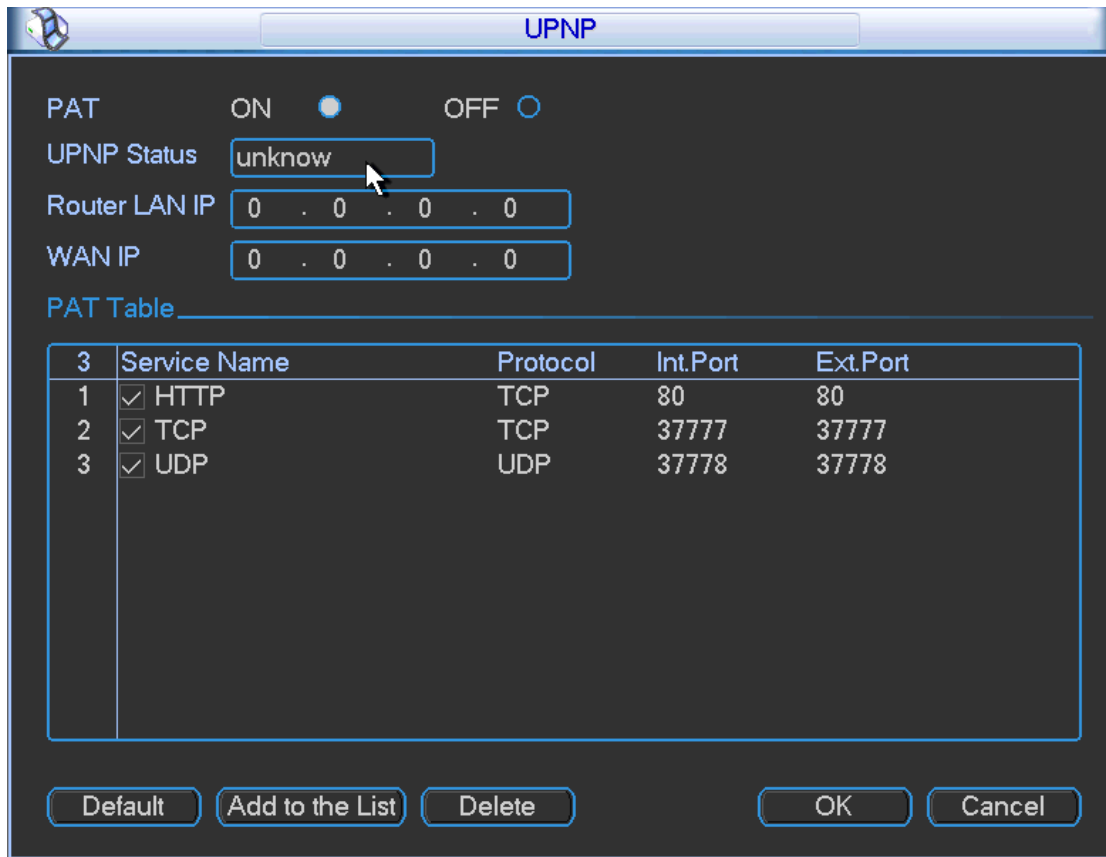 UPNP
PAT ON OFF
UPNP Status unknow
Router LAN IP 0 . 0 . 0 . 0
WAN IP 0 . 0 . 0 . 0
PAT Table
3 Service Name Protocol Int.Port Ext.Port
1 HTTP TCP 80 80
2 TCP TCP 37777 37777
3 UDP UDP 37778 37778
Default Add to the List Delete OK Cancel